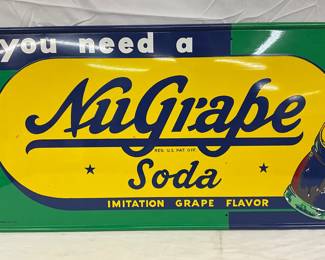 you need a
NuGrape
REG. U.S. PAT. OFF.
Soda
IMITATION GRAPE FLAVOR